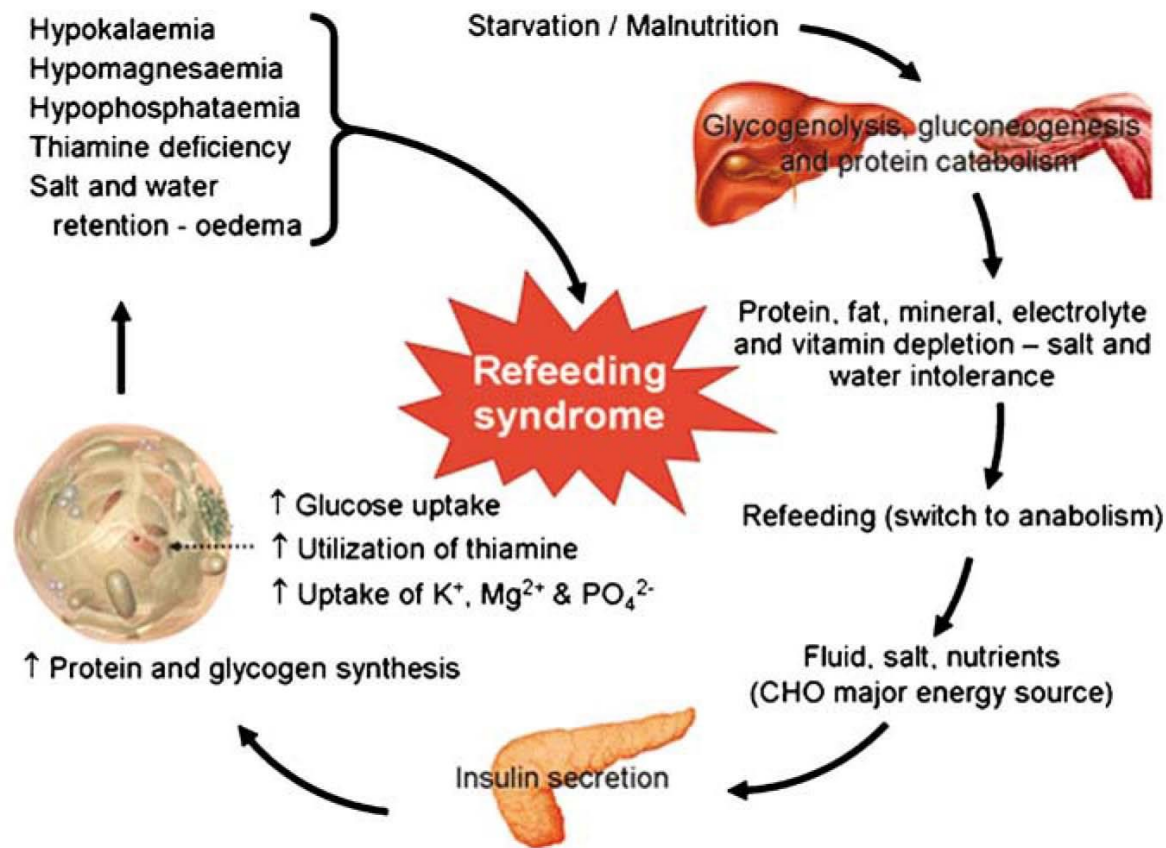 Hypokalaemia
Hypomagnesaemia
Hypophosphataemia
Thiamine deficiency
Salt and water
retention - oedema
Starvation / Malnutrition
Glycogenolysis, gluconeogenesis
and protein catabolism
Protein, fat, mineral, electrolyte
and vitamin depletion – salt and
water intolerance
Refeeding
syndrome
Refeeding (switch to anabolism)
Fluid, salt, nutrients
(CHO major energy source)
Insulin secretion
↑ Glucose uptake
↑ Utilization of thiamine
↑ Uptake of K⁺, Mg²⁺ & PO₄²⁻
↑ Protein and glycogen synthesis